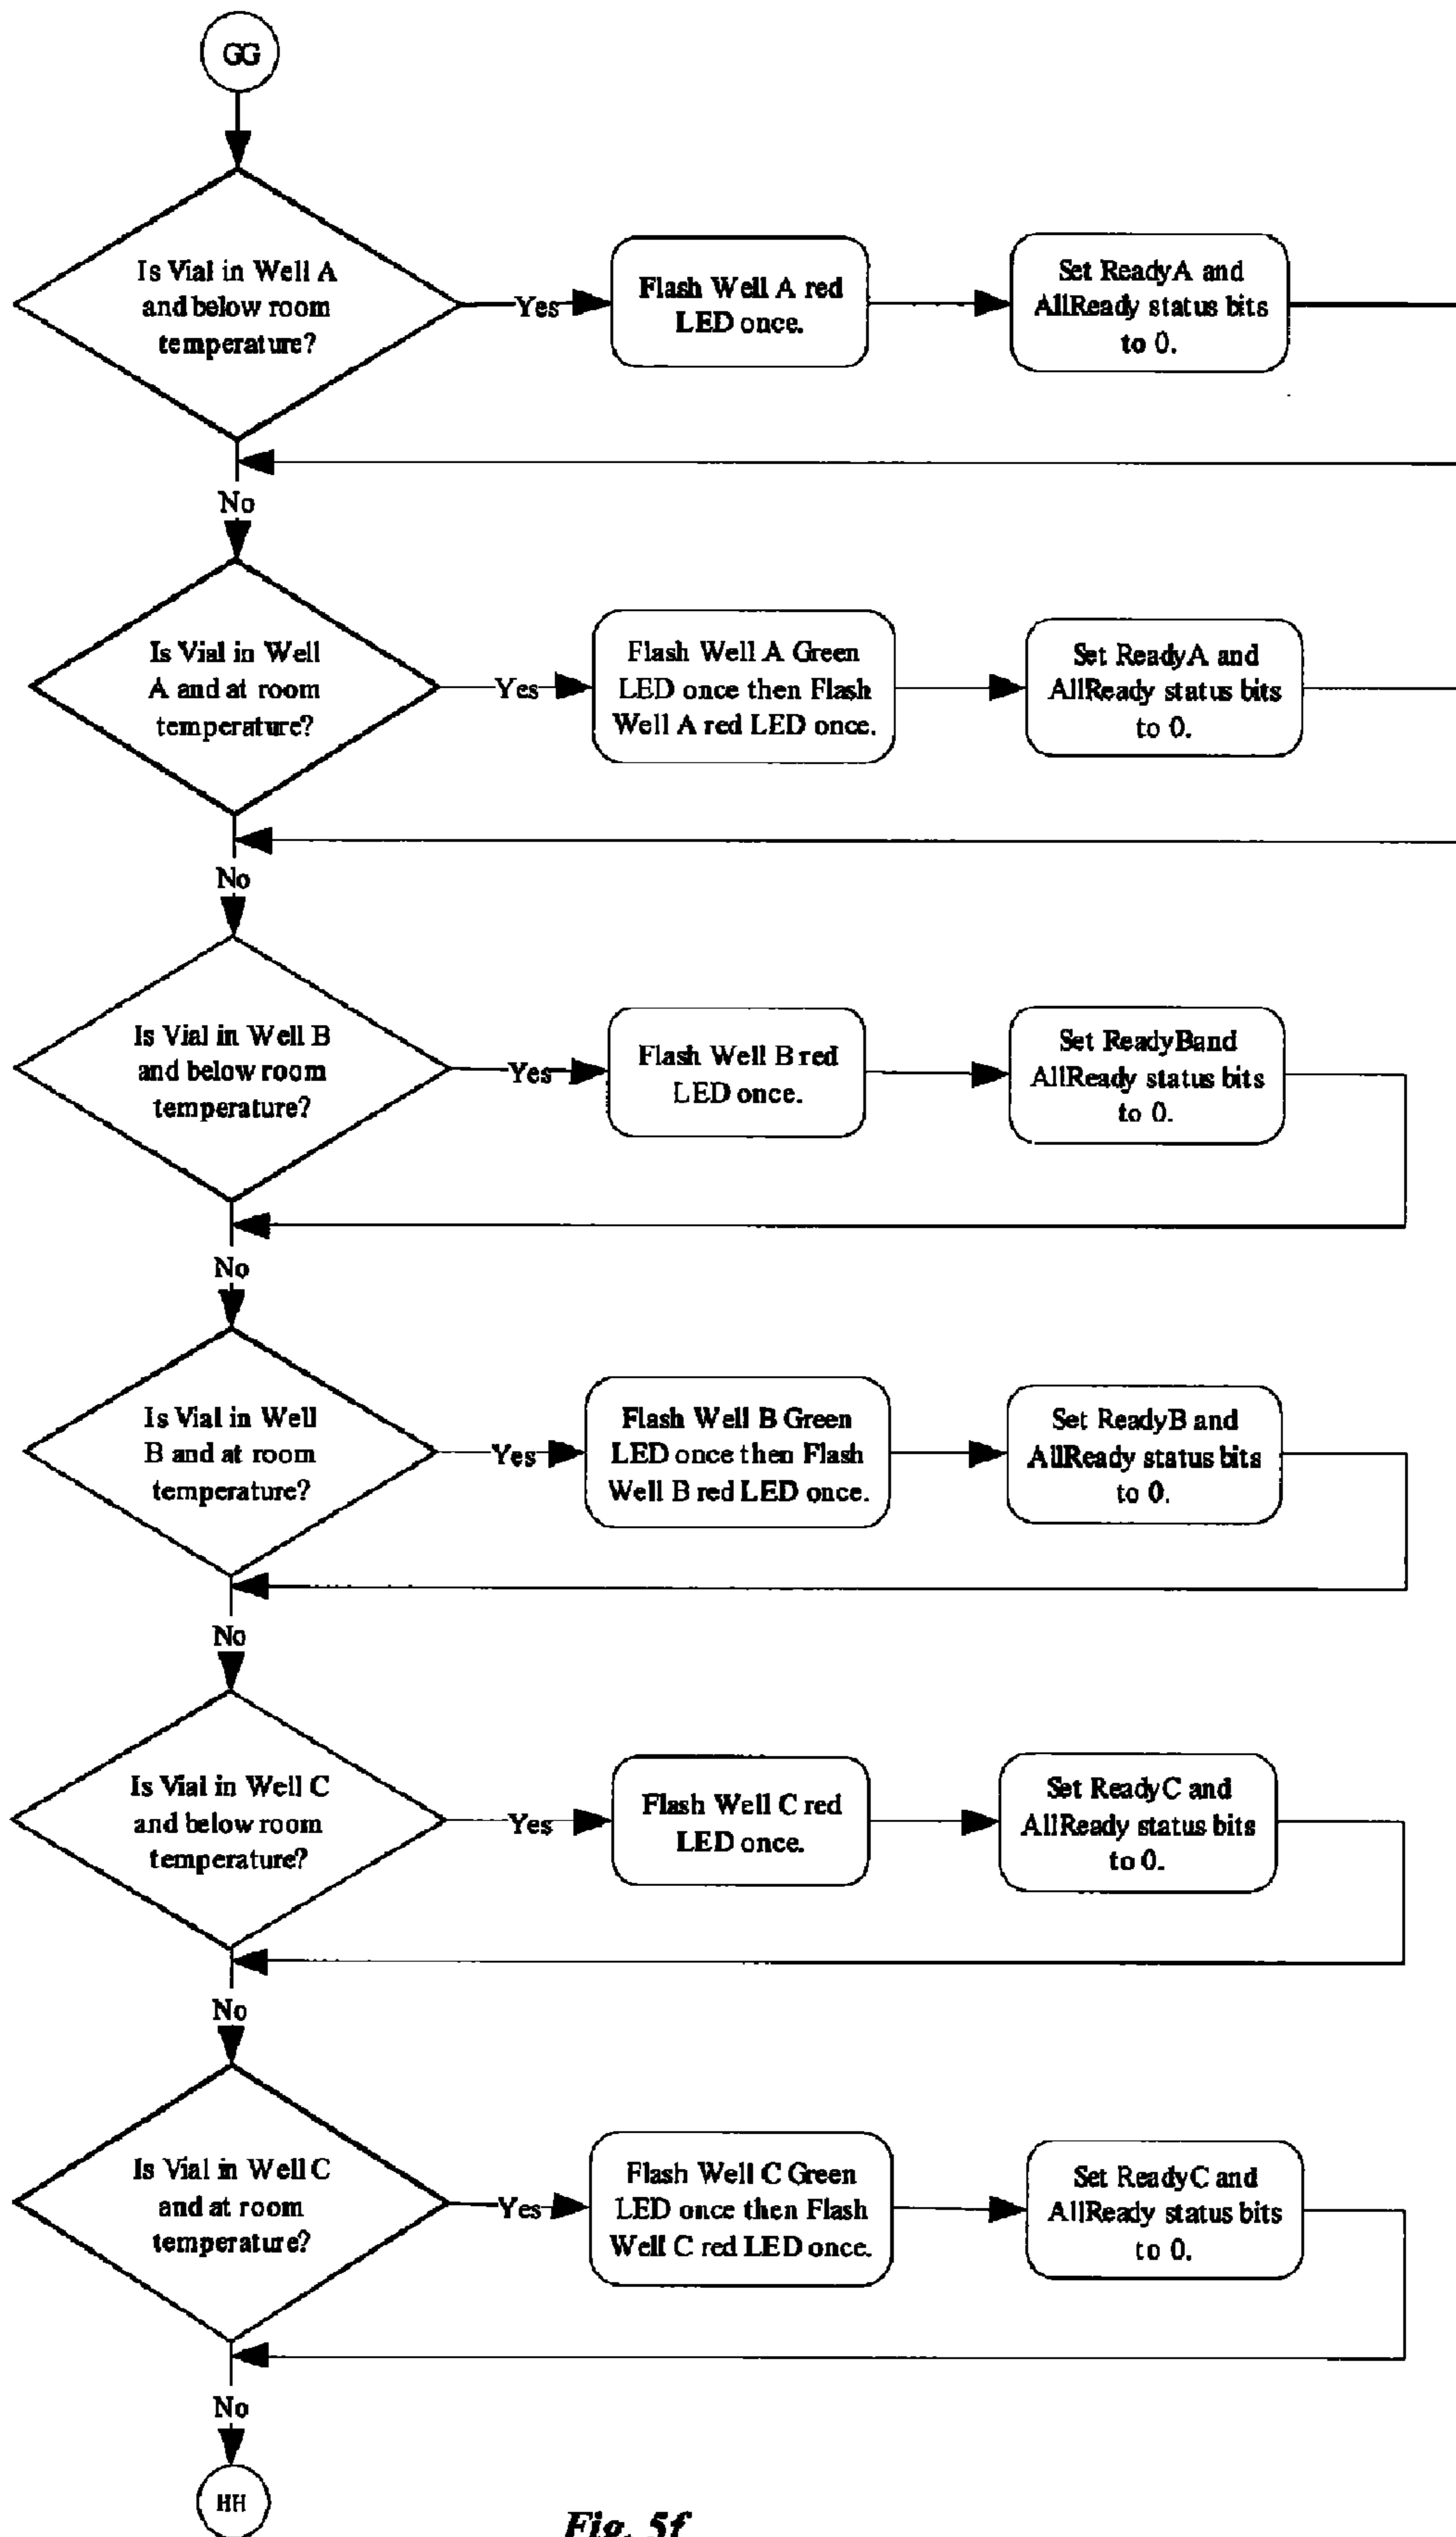 GG
Is Vial in Well A
and below room
temperature?
Yes
Flash Well A red
LED once.
Set ReadyA and
AllReady status bits
to 0.
No
Is Vial in Well
A and at room
temperature?
Yes
Flash Well A Green
LED once then Flash
Well A red LED once.
Set ReadyA and
AllReady status bits
to 0.
No
Is Vial in Well B
and below room
temperature?
Yes
Flash Well B red
LED once.
Set ReadyBand
AllReady status bits
to 0.
No
Is Vial in Well
B and at room
temperature?
Yes
Flash Well B Green
LED once then Flash
Well B red LED once.
Set ReadyB and
AllReady status bits
to 0.
No
Is Vial in Well C
and below room
temperature?
Yes
Flash Well C red
LED once.
Set ReadyC and
AllReady status bits
to 0.
No
Is Vial in Well C
and at room
temperature?
Yes
Flash Well C Green
LED once then Flash
Well C red LED once.
Set ReadyC and
AllReady status bits
to 0.
No
HH
Fig. 5f